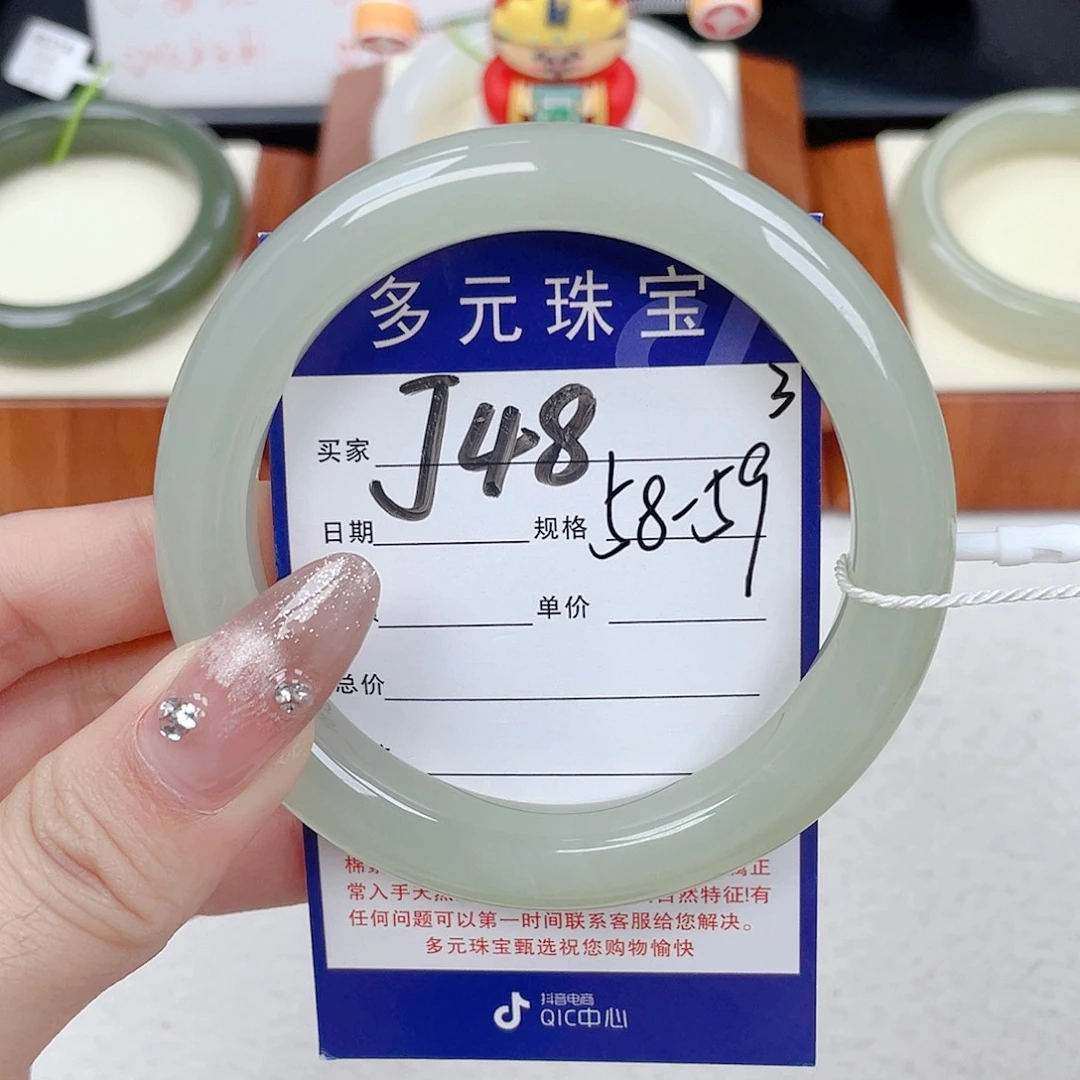 多元珠宝
3
买家 J48
日期 规格 58-59
单价
总价
常入手天 自然特征!有
任何问题可以第一时间联系客服给您解决。
多元珠宝甄选祝您购物愉快
抖音电商
QIC中心